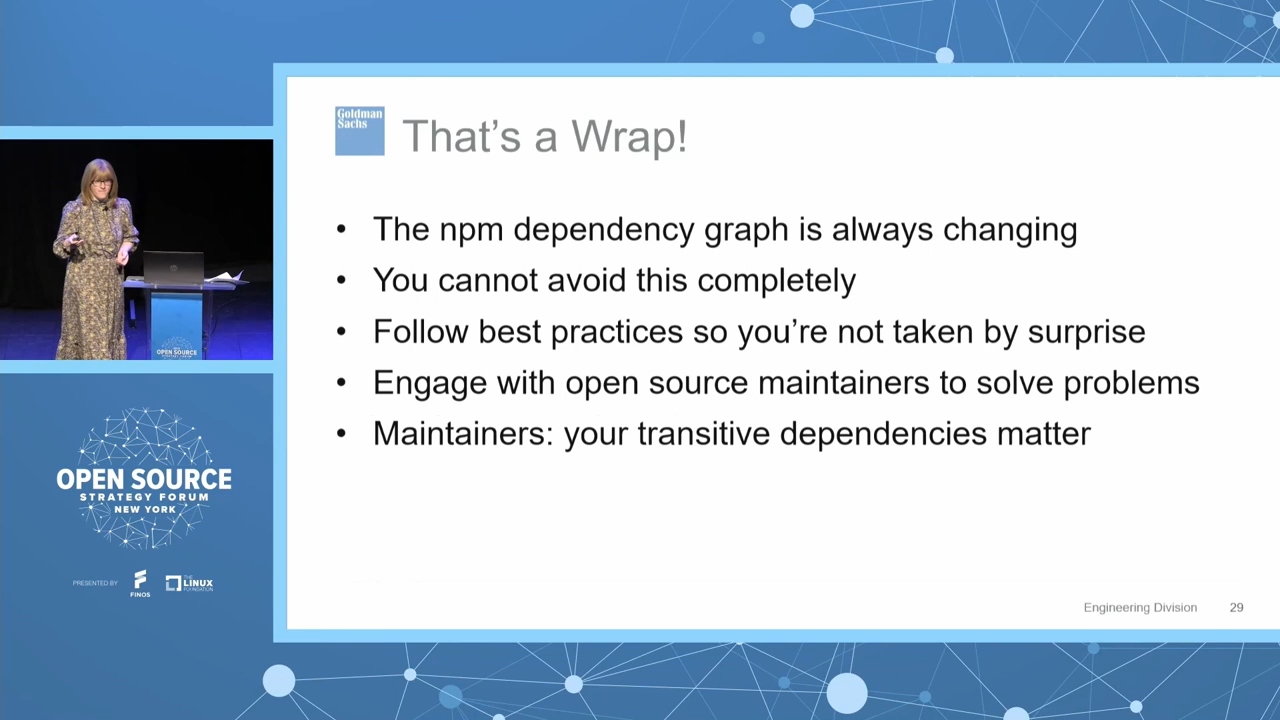 Goldman
Sachs
That's a Wrap!
• The npm dependency graph is always changing
• You cannot avoid this completely
• Follow best practices so you're not taken by surprise
• Engage with open source maintainers to solve problems
• Maintainers: your transitive dependencies matter
Engineering Division 29
OPEN SOURCE
OPEN SOURCE
STRATEGY FORUM
NEW YORK
PRESENTED BY
FINOS
THE
LINUX
FOUNDATION